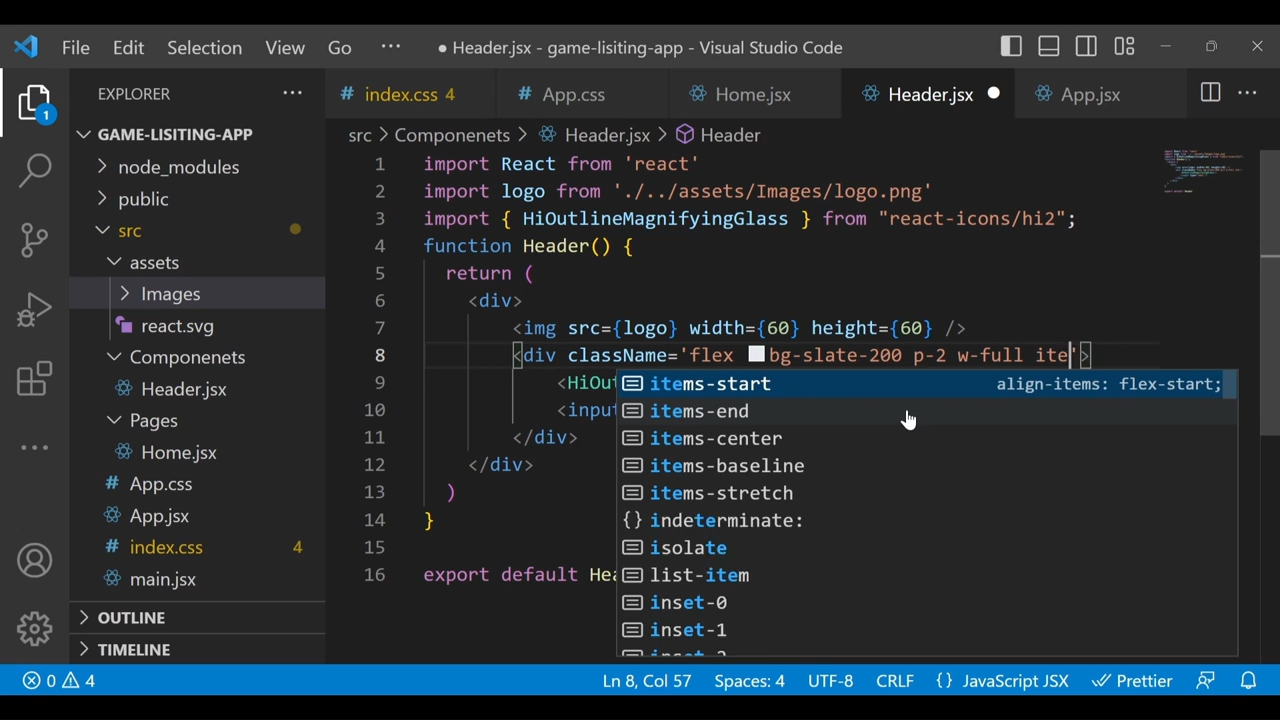 File Edit Selection View Go ··· ● Header.jsx - game-lisiting-app - Visual Studio Code
EXPLORER ···
1
GAME-LISITING-APP
node_modules
public
src
assets
Images
react.svg
Componenets
Header.jsx
Pages
Home.jsx
App.css
App.jsx
index.css 4
main.jsx
OUTLINE
TIMELINE
# index.css 4 # App.css Home.jsx Header.jsx ● App.jsx ···
src > Componenets > Header.jsx > Header
1 import React from 'react'
2 import logo from './../assets/Images/logo.png'
3 import { HiOutlineMagnifyingGlass } from "react-icons/hi2";
4 function Header() {
5 return (
6 <div>
7 <img src={logo} width={60} height={60} />
8 <div className='flex bg-slate-200 p-2 w-full ite'>
9 <HiOut
10 <input
11 </div>
12 </div>
13 )
14 }
15
16 export default Hea
items-start align-items: flex-start;
items-end
items-center
items-baseline
items-stretch
{} indeterminate:
isolate
list-item
inset-0
inset-1
0 4 Ln 8, Col 57 Spaces: 4 UTF-8 CRLF {} JavaScript JSX Prettier